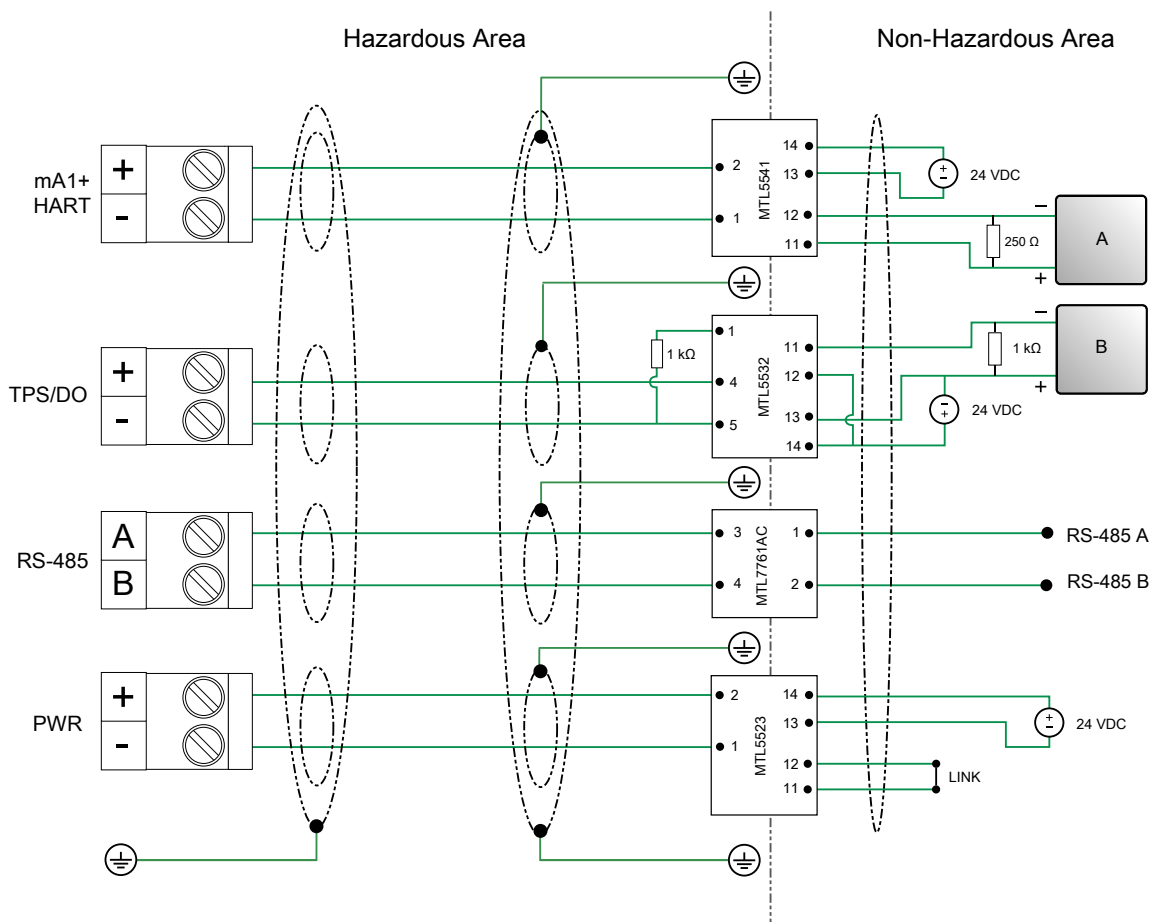 Hazardous Area
Non-Hazardous Area
mA1+
HART
+
-
2
1
MTL5541
14
13
12
11
+
-
24 VDC
250 Ω
-
+
A
TPS/DO
+
-
1 kΩ
1
4
5
MTL5532
11
12
13
14
-
+
24 VDC
1 kΩ
-
+
B
RS-485
A
B
3
4
MTL7761AC
1
2
RS-485 A
RS-485 B
PWR
+
-
2
1
MTL5523
14
13
12
11
+
-
24 VDC
LINK